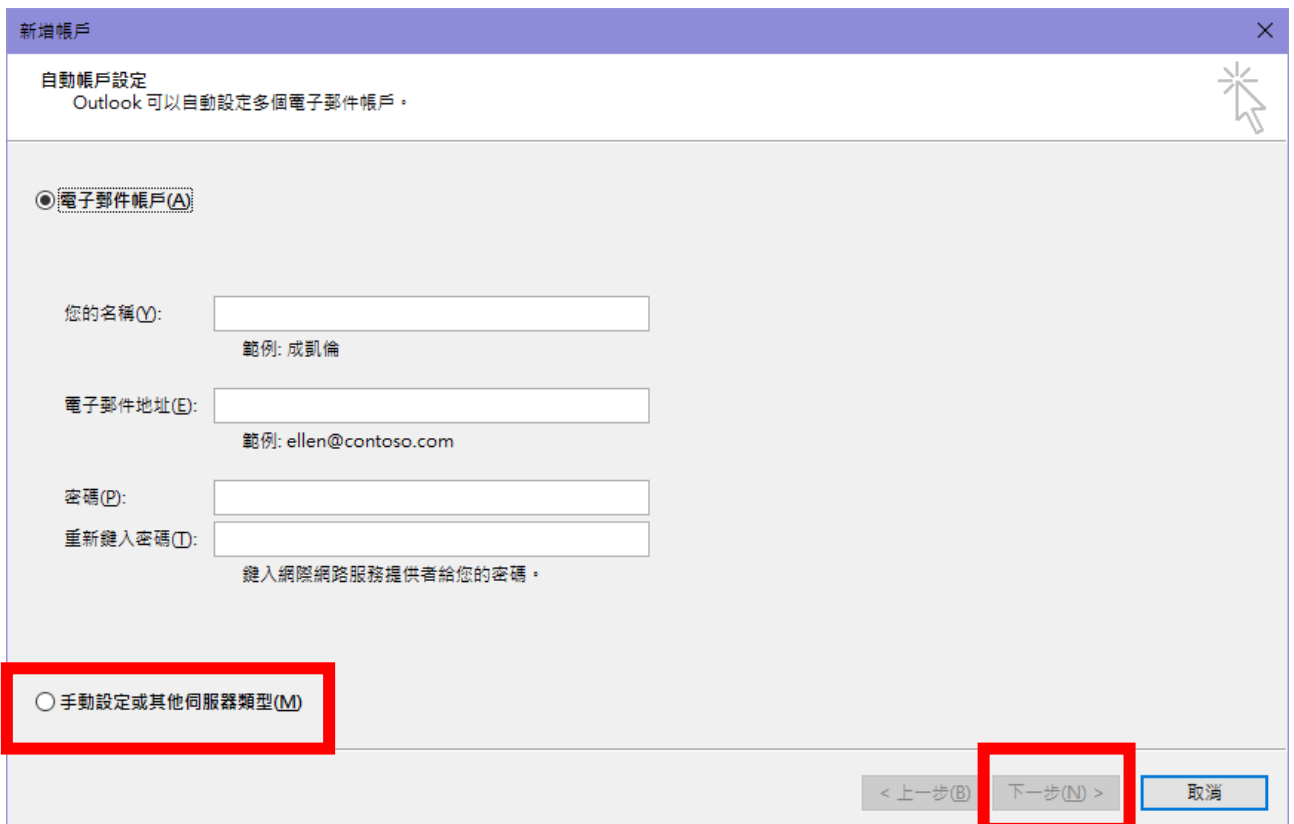 新增帳戶
自動帳戶設定
Outlook 可以自動設定多個電子郵件帳戶。
電子郵件帳戶(A)
您的名稱(Y):
範例: 成凱倫
電子郵件地址(E):
範例: ellen@contoso.com
密碼(P):
重新鍵入密碼(T):
鍵入網際網路服務提供者給您的密碼。
手動設定或其他伺服器類型(M)
< 上一步(B) 下一步(N) > 取消